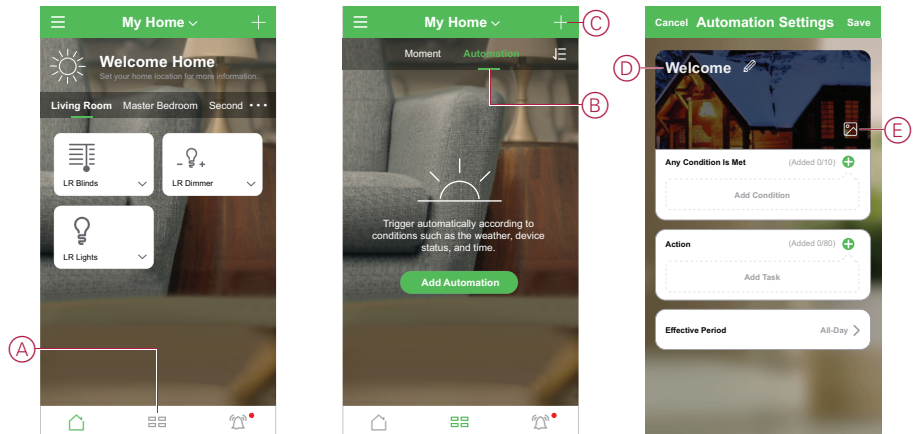 My Home
Welcome Home
Set your home location for more information.
Living Room Master Bedroom Second
LR Blinds
LR Dimmer
LR Lights
A
My Home
C
Moment Automation
B
Trigger automatically according to
conditions such as the weather, device
status, and time.
Add Automation
Cancel Automation Settings Save
D
Welcome
E
Any Condition Is Met (Added 0/10)
Add Condition
Action (Added 0/80)
Add Task
Effective Period All-Day